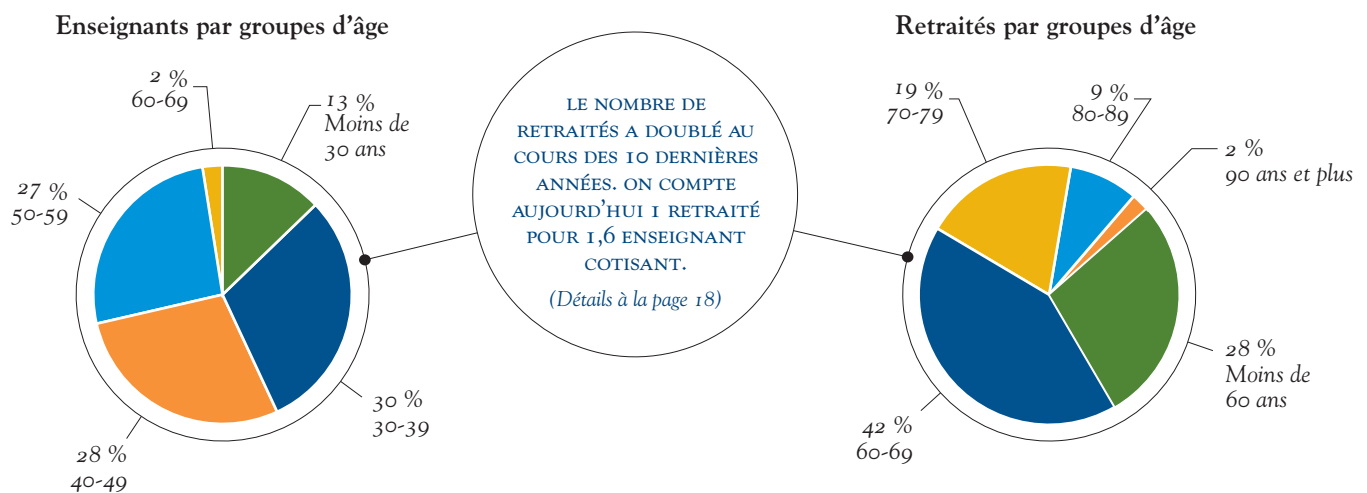 Enseignants par groupes d'âge
2 %
60-69
13 %
Moins de
30 ans
27 %
50-59
30 %
30-39
28 %
40-49
LE NOMBRE DE
RETRAITÉS A DOUBLÉ AU
COURS DES 10 DERNIÈRES
ANNÉES. ON COMPTE
AUJOURD'HUI 1 RETRAITÉ
POUR 1,6 ENSEIGNANT
COTISANT.
(Détails à la page 18)
Retraités par groupes d'âge
19 %
70-79
9 %
80-89
2 %
90 ans et plus
28 %
Moins de
60 ans
42 %
60-69